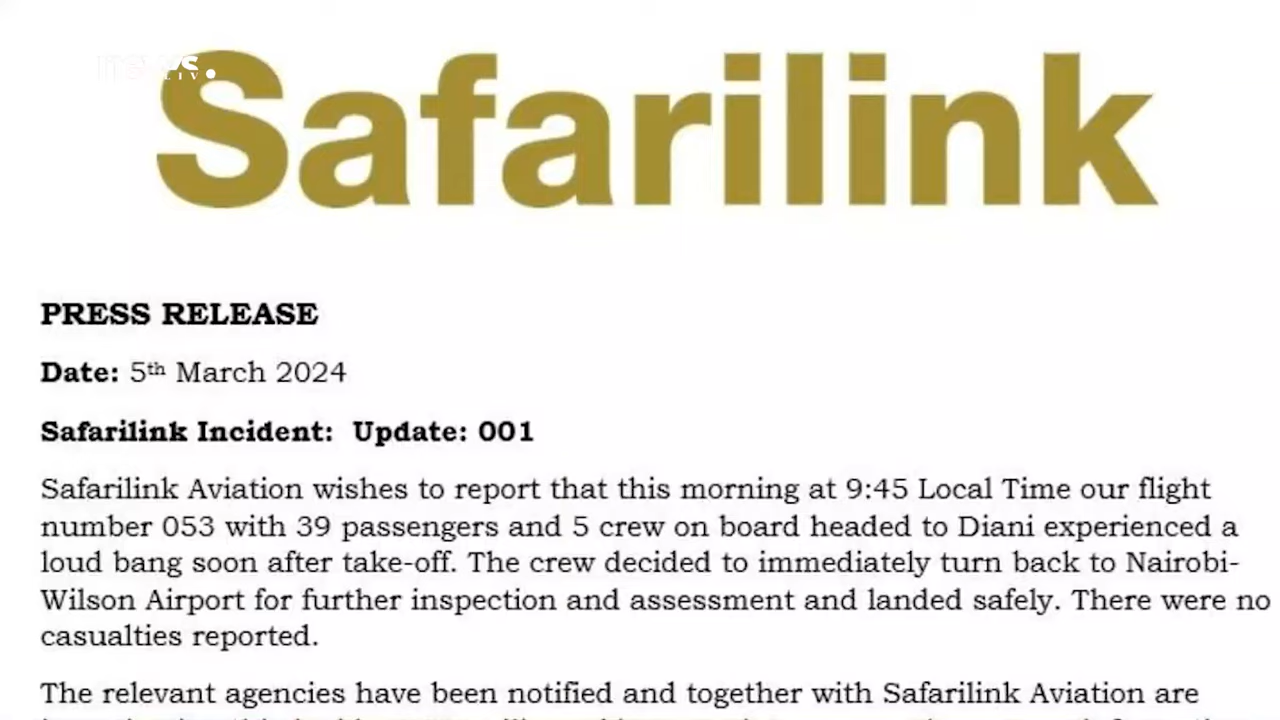 news.
LIV
Safarilink
PRESS RELEASE
Date: 5th March 2024
Safarilink Incident: Update: 001
Safarilink Aviation wishes to report that this morning at 9:45 Local Time our flight
number 053 with 39 passengers and 5 crew on board headed to Diani experienced a
loud bang soon after take-off. The crew decided to immediately turn back to Nairobi-
Wilson Airport for further inspection and assessment and landed safely. There were no
casualties reported.
The relevant agencies have been notified and together with Safarilink Aviation are